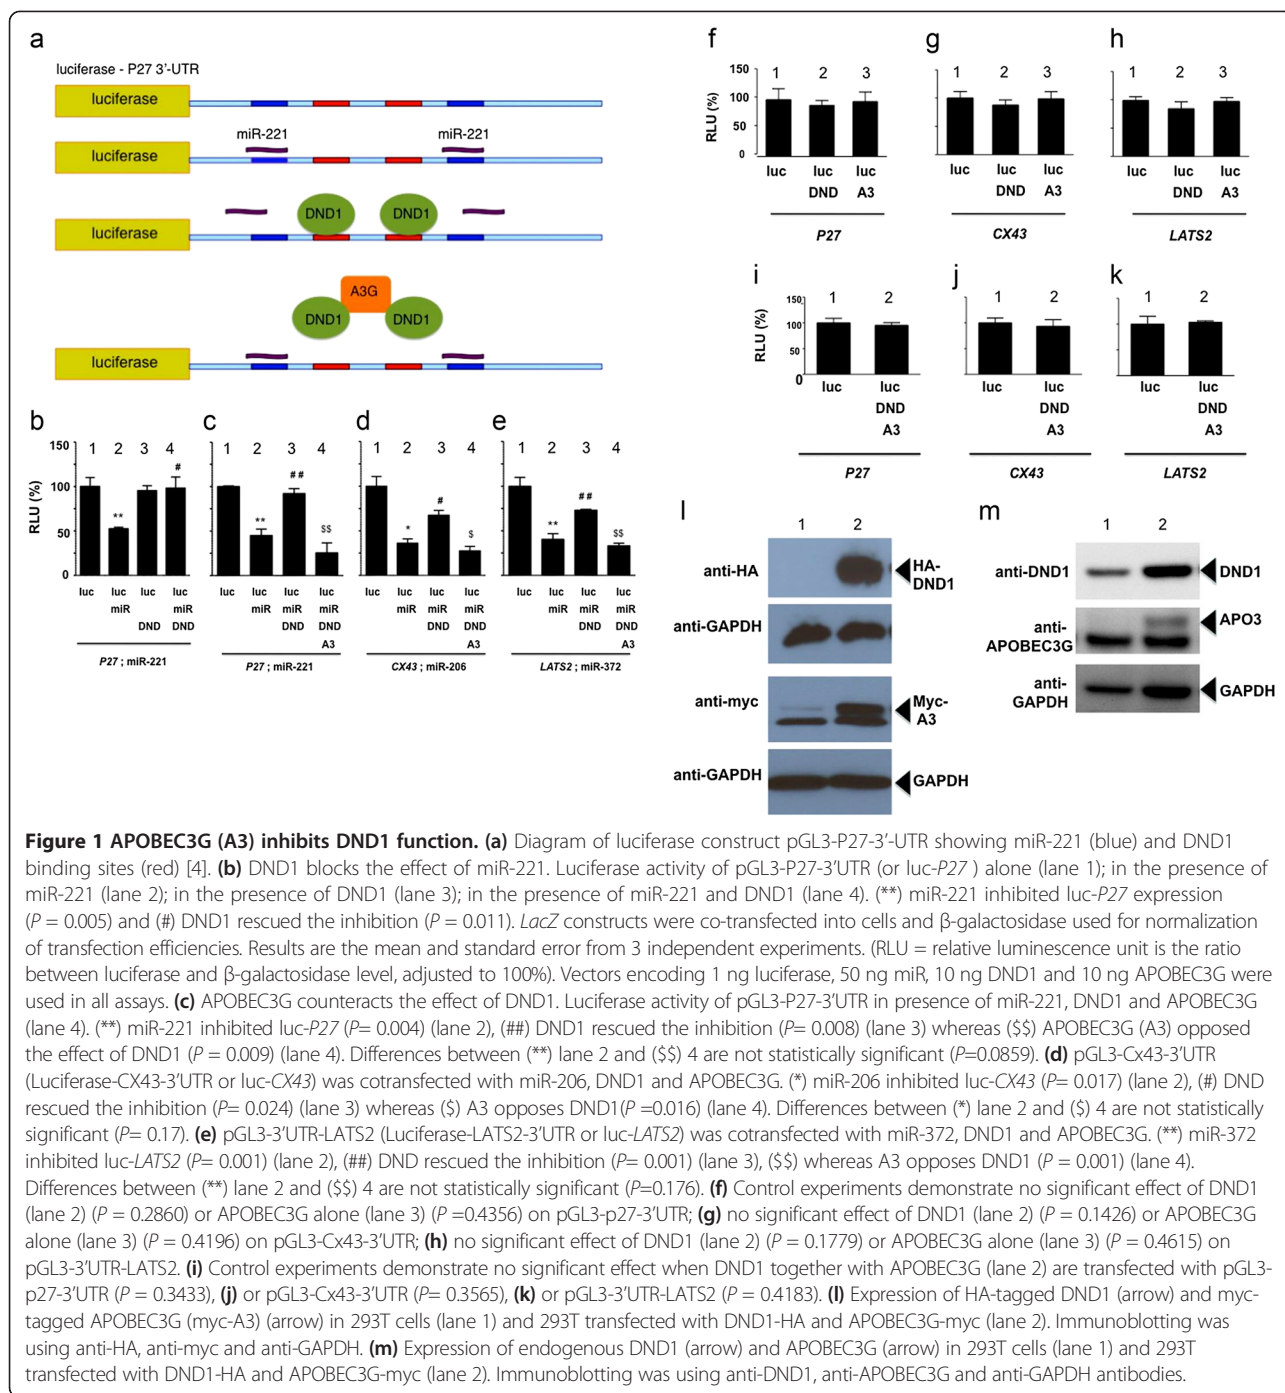 a
luciferase - P27 3'-UTR
luciferase
miR-221 miR-221
luciferase
DND1 DND1
luciferase
A3G
DND1 DND1
luciferase
b
1 2 3 4
RLU (%)
150
100
50
0
**
#
luc luc miR luc DND luc miR DND
P27 ; miR-221
c
1 2 3 4
**
##
$$
luc luc miR luc miR DND luc miR DND A3
P27 ; miR-221
d
1 2 3 4
*
#
$
luc luc miR luc miR DND luc miR DND A3
CX43 ; miR-206
e
1 2 3 4
**
##
$$
luc luc miR luc miR DND luc miR DND A3
LATS2 ; miR-372
f
1 2 3
RLU (%)
150
100
50
0
luc luc DND luc A3
P27
g
1 2 3
luc luc DND luc A3
CX43
h
1 2 3
luc luc DND luc A3
LATS2
i
1 2
RLU (%)
150
100
50
0
luc luc DND A3
P27
j
1 2
luc luc DND A3
CX43
k
1 2
luc luc DND A3
LATS2
l
1 2
anti-HA HA-DND1
anti-GAPDH
anti-myc Myc-A3
anti-GAPDH GAPDH
m
1 2
anti-DND1 DND1
anti-APOBEC3G APO3
anti-GAPDH GAPDH
Figure 1 APOBEC3G (A3) inhibits DND1 function. (a) Diagram of luciferase construct pGL3-P27-3'-UTR showing miR-221 (blue) and DND1
binding sites (red) [4]. (b) DND1 blocks the effect of miR-221. Luciferase activity of pGL3-P27-3'UTR (or luc-P27 ) alone (lane 1); in the presence of
miR-221 (lane 2); in the presence of DND1 (lane 3); in the presence of miR-221 and DND1 (lane 4). (**) miR-221 inhibited luc-P27 expression
(P = 0.005) and (#) DND1 rescued the inhibition (P = 0.011). LacZ constructs were co-transfected into cells and β-galactosidase used for normalization
of transfection efficiencies. Results are the mean and standard error from 3 independent experiments. (RLU = relative luminescence unit is the ratio
between luciferase and β-galactosidase level, adjusted to 100%). Vectors encoding 1 ng luciferase, 50 ng miR, 10 ng DND1 and 10 ng APOBEC3G were
used in all assays. (c) APOBEC3G counteracts the effect of DND1. Luciferase activity of pGL3-P27-3'UTR in presence of miR-221, DND1 and APOBEC3G
(lane 4). (**) miR-221 inhibited luc-P27 (P= 0.004) (lane 2), (##) DND1 rescued the inhibition (P= 0.008) (lane 3) whereas ($$) APOBEC3G (A3) opposed
the effect of DND1 (P = 0.009) (lane 4). Differences between (**) lane 2 and ($$) 4 are not statistically significant (P=0.0859). (d) pGL3-Cx43-3'UTR
(Luciferase-CX43-3'UTR or luc-CX43) was cotransfected with miR-206, DND1 and APOBEC3G. (*) miR-206 inhibited luc-CX43 (P= 0.017) (lane 2), (#) DND
rescued the inhibition (P= 0.024) (lane 3) whereas ($) A3 opposes DND1(P =0.016) (lane 4). Differences between (*) lane 2 and ($) 4 are not statistically
significant (P= 0.17). (e) pGL3-3'UTR-LATS2 (Luciferase-LATS2-3'UTR or luc-LATS2) was cotransfected with miR-372, DND1 and APOBEC3G. (**) miR-372
inhibited luc-LATS2 (P= 0.001) (lane 2), (##) DND rescued the inhibition (P= 0.001) (lane 3), ($$) whereas A3 opposes DND1 (P = 0.001) (lane 4).
Differences between (**) lane 2 and ($$) 4 are not statistically significant (P=0.176). (f) Control experiments demonstrate no significant effect of DND1
(lane 2) (P = 0.2860) or APOBEC3G alone (lane 3) (P =0.4356) on pGL3-p27-3'UTR; (g) no significant effect of DND1 (lane 2) (P = 0.1426) or APOBEC3G
alone (lane 3) (P = 0.4196) on pGL3-Cx43-3'UTR; (h) no significant effect of DND1 (lane 2) (P = 0.1779) or APOBEC3G alone (lane 3) (P = 0.4615) on
pGL3-3'UTR-LATS2. (i) Control experiments demonstrate no significant effect when DND1 together with APOBEC3G (lane 2) are transfected with pGL3-
p27-3'UTR (P = 0.3433), (j) or pGL3-Cx43-3'UTR (P= 0.3565), (k) or pGL3-3'UTR-LATS2 (P = 0.4183). (l) Expression of HA-tagged DND1 (arrow) and myc-
tagged APOBEC3G (myc-A3) (arrow) in 293T cells (lane 1) and 293T transfected with DND1-HA and APOBEC3G-myc (lane 2). Immunoblotting was
using anti-HA, anti-myc and anti-GAPDH. (m) Expression of endogenous DND1 (arrow) and APOBEC3G (arrow) in 293T cells (lane 1) and 293T
transfected with DND1-HA and APOBEC3G-myc (lane 2). Immunoblotting was using anti-DND1, anti-APOBEC3G and anti-GAPDH antibodies.